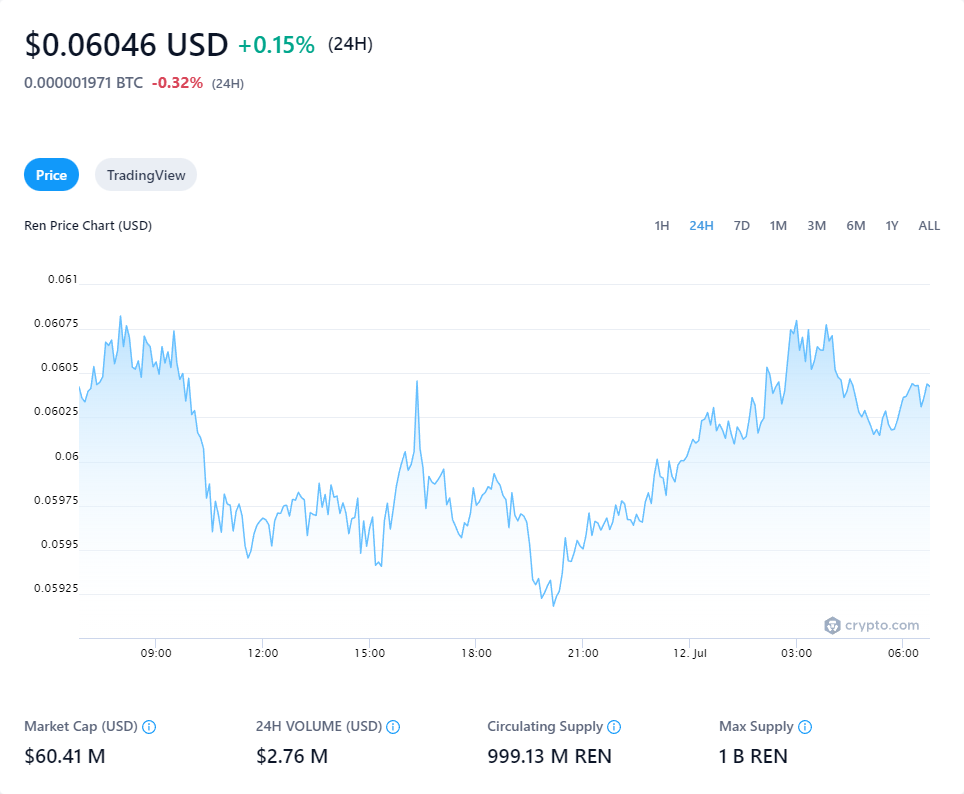 $0.06046 USD +0.15% (24H)
0.000001971 BTC -0.32% (24H)
Price TradingView
Ren Price Chart (USD) 1H 24H 7D 1M 3M 6M 1Y ALL
0.061
0.06075
0.0605
0.06025
0.06
0.05975
0.0595
0.05925
crypto.com
09:00 12:00 15:00 18:00 21:00 12. Jul 03:00 06:00
Market Cap (USD) 24H VOLUME (USD) Circulating Supply Max Supply
$60.41 M $2.76 M 999.13 M REN 1 B REN